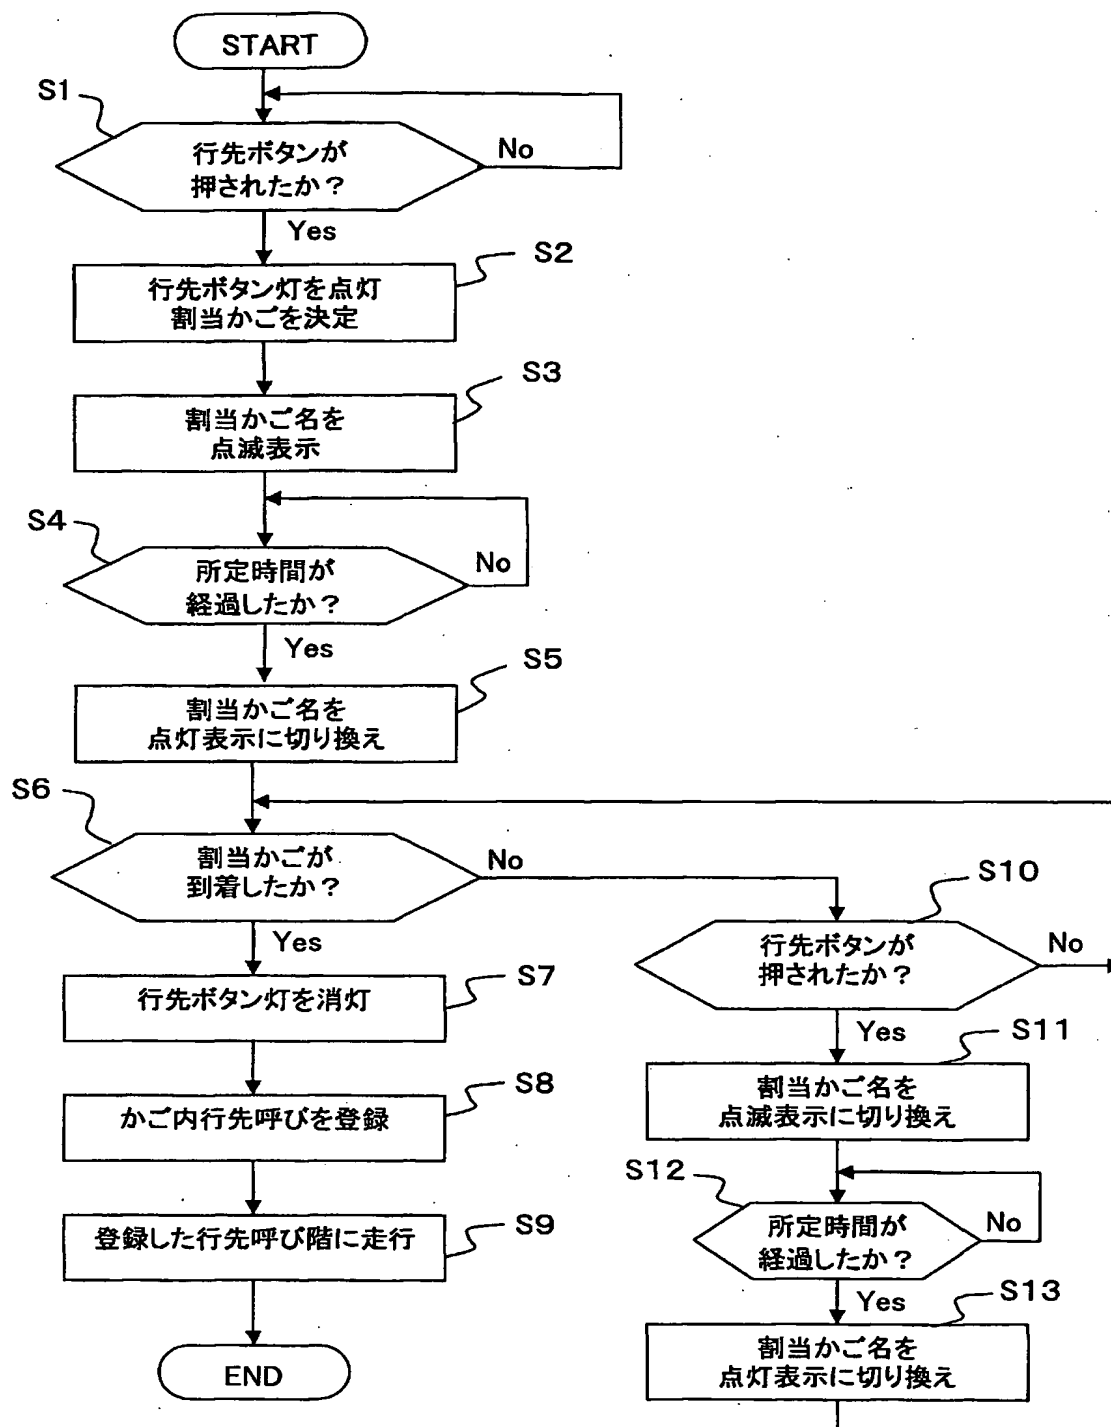 START
S1
行先ボタンが
押されたか？
No
Yes
S2
行先ボタン灯を点灯
割当かごを決定
S3
割当かご名を
点滅表示
S4
所定時間が
経過したか？
No
Yes
S5
割当かご名を
点灯表示に切り換え
S6
割当かごが
到着したか？
No
Yes
S7
行先ボタン灯を消灯
S8
かご内行先呼びを登録
S9
登録した行先呼び階に走行
END
S10
行先ボタンが
押されたか？
No
Yes
S11
割当かご名を
点滅表示に切り換え
S12
所定時間が
経過したか？
No
Yes
S13
割当かご名を
点灯表示に切り換え